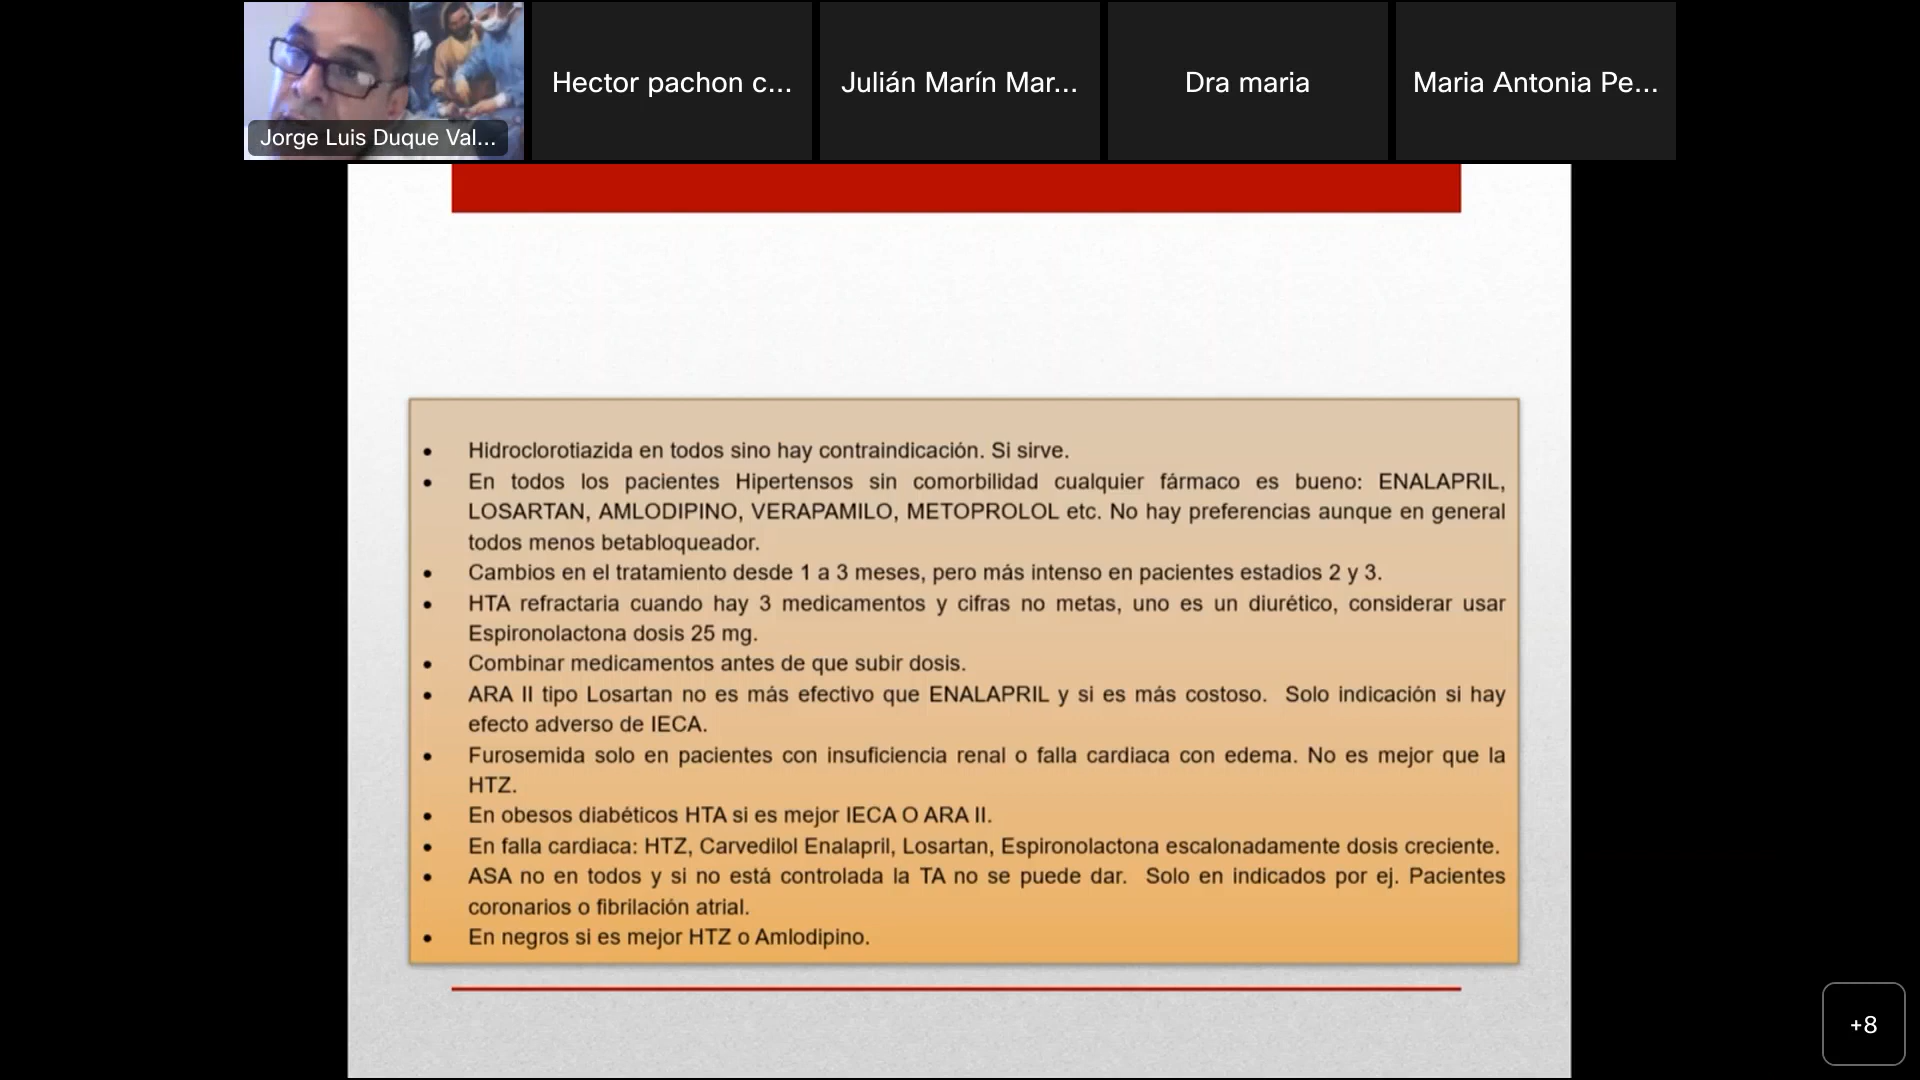 Jorge Luis Duque Val...
Hector pachon c...
Julián Marín Mar...
Dra maria
Maria Antonia Pe...
• Hidroclorotiazida en todos sino hay contraindicación. Si sirve.
• En todos los pacientes Hipertensos sin comorbilidad cualquier fármaco es bueno: ENALAPRIL,
LOSARTAN, AMLODIPINO, VERAPAMILO, METOPROLOL etc. No hay preferencias aunque en general
todos menos betabloqueador.
• Cambios en el tratamiento desde 1 a 3 meses, pero más intenso en pacientes estadios 2 y 3.
• HTA refractaria cuando hay 3 medicamentos y cifras no metas, uno es un diurético, considerar usar
Espironolactona dosis 25 mg.
• Combinar medicamentos antes de que subir dosis.
• ARA II tipo Losartan no es más efectivo que ENALAPRIL y si es más costoso. Solo indicación si hay
efecto adverso de IECA.
• Furosemida solo en pacientes con insuficiencia renal o falla cardiaca con edema. No es mejor que la
HTZ.
• En obesos diabéticos HTA si es mejor IECA O ARA II.
• En falla cardiaca: HTZ, Carvedilol Enalapril, Losartan, Espironolactona escalonadamente dosis creciente.
• ASA no en todos y si no está controlada la TA no se puede dar. Solo en indicados por ej. Pacientes
coronarios o fibrilación atrial.
• En negros si es mejor HTZ o Amlodipino.
+8